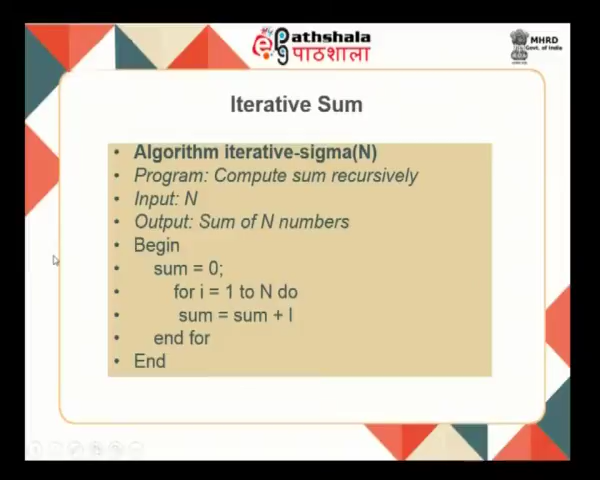 Pathshala
पाठशाला
MHRD
Govt. of India
Iterative Sum
• Algorithm iterative-sigma(N)
• Program: Compute sum recursively
• Input: N
• Output: Sum of N numbers
• Begin
• sum = 0;
• for i = 1 to N do
• sum = sum + I
• end for
• End